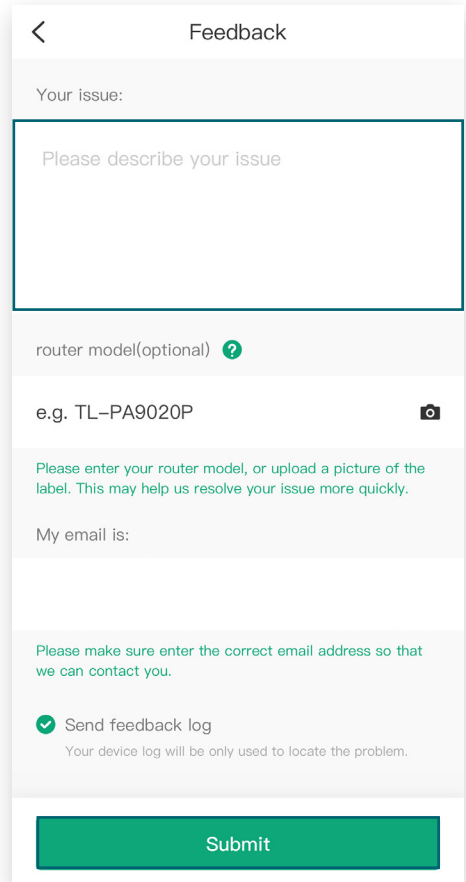 Feedback
Your issue:
Please describe your issue
router model(optional) ?
e.g. TL-PA9020P
Please enter your router model, or upload a picture of the
label. This may help us resolve your issue more quickly.
My email is:
Please make sure enter the correct email address so that
we can contact you.
Send feedback log
Your device log will be only used to locate the problem.
Submit